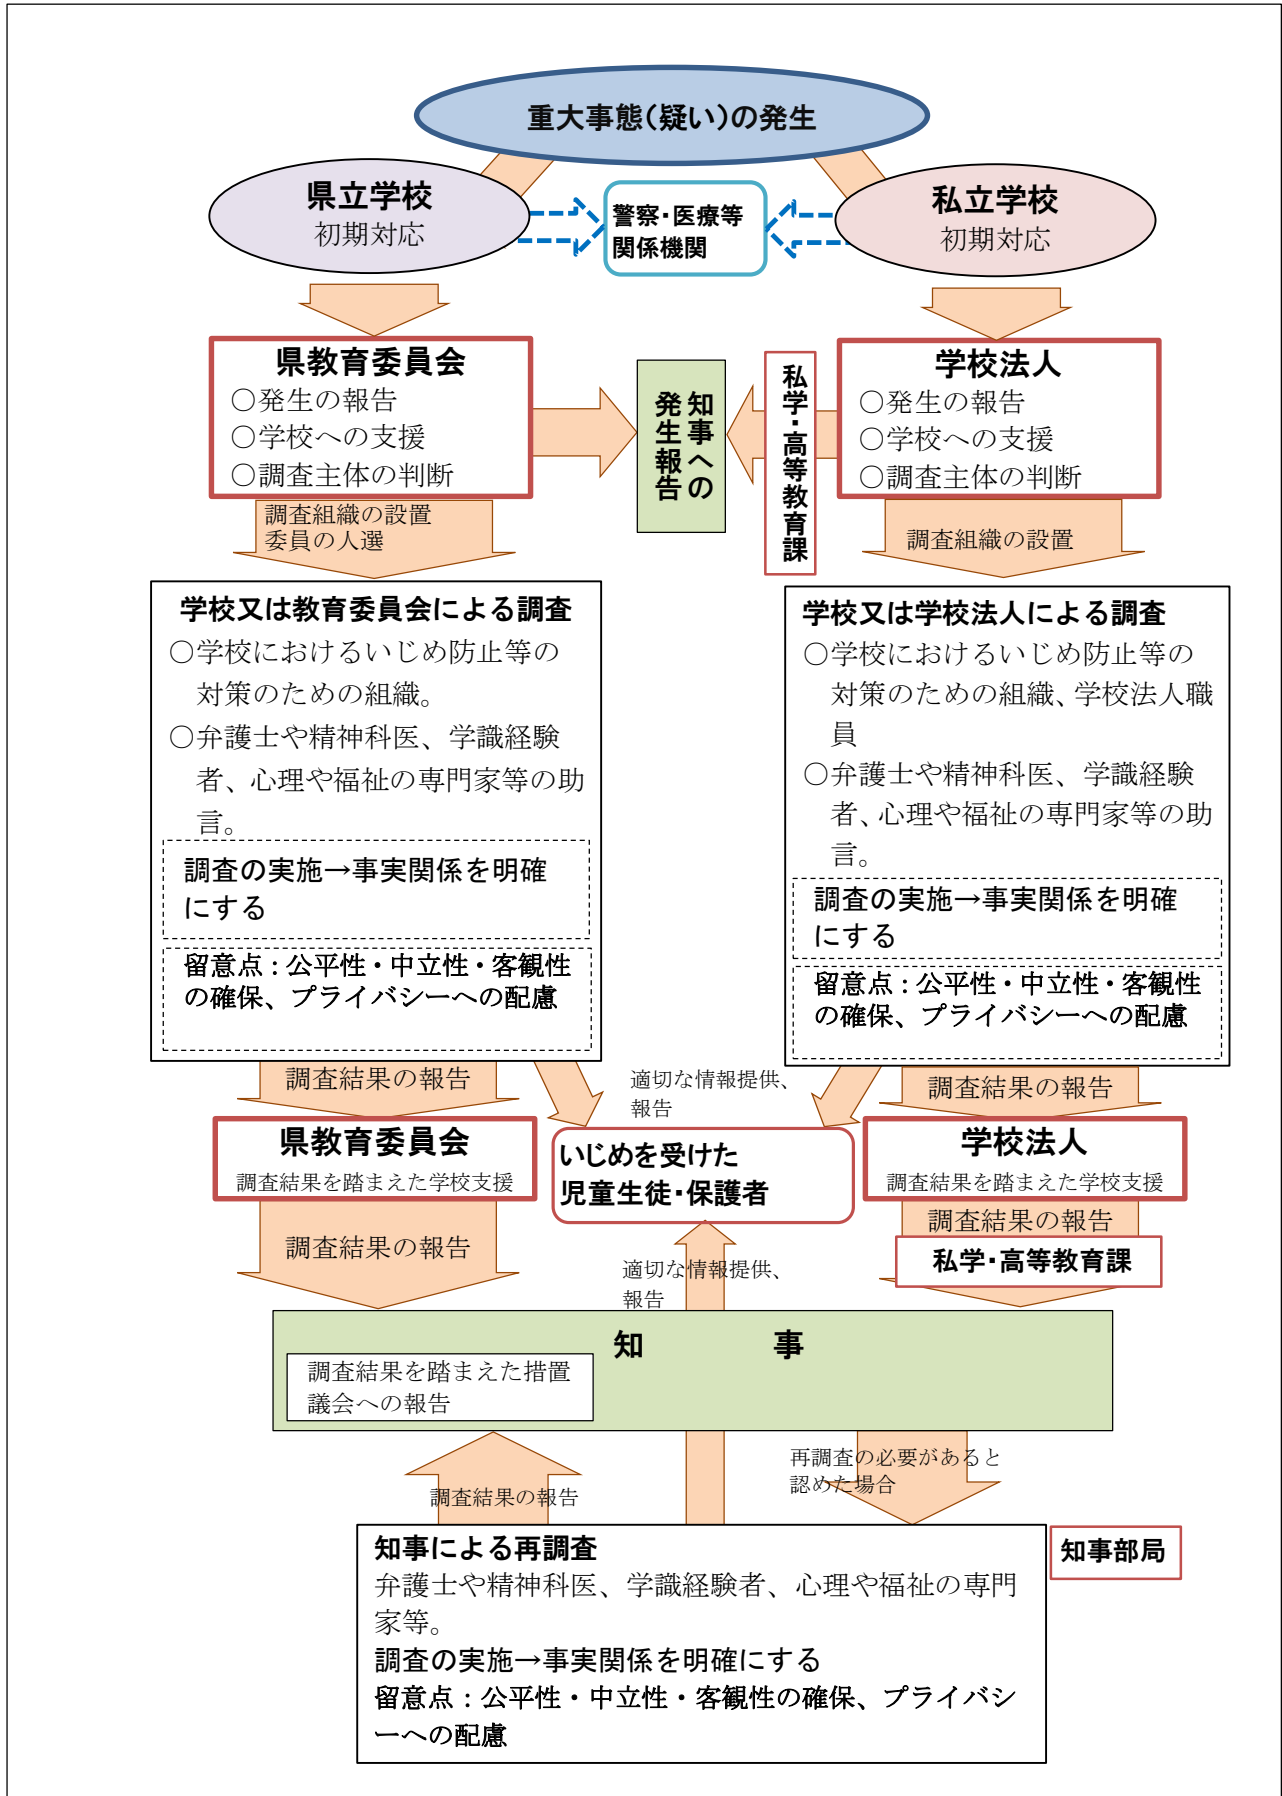 重大事態(疑い)の発生
県立学校
初期対応
警察・医療等
関係機関
私立学校
初期対応
県教育委員会
○発生の報告
○学校への支援
○調査主体の判断
知事への
発生報告
私学・高等教育課
学校法人
○発生の報告
○学校への支援
○調査主体の判断
調査組織の設置
委員の人選
調査組織の設置
学校又は教育委員会による調査
○学校におけるいじめ防止等の
対策のための組織。
○弁護士や精神科医、学識経験
者、心理や福祉の専門家等の助
言。
調査の実施→事実関係を明確
にする
留意点：公平性・中立性・客観性
の確保、プライバシーへの配慮
学校又は学校法人による調査
○学校におけるいじめ防止等の
対策のための組織、学校法人職
員
○弁護士や精神科医、学識経験
者、心理や福祉の専門家等の助
言。
調査の実施→事実関係を明確
にする
留意点：公平性・中立性・客観性
の確保、プライバシーへの配慮
調査結果の報告
適切な情報提供、
報告
調査結果の報告
県教育委員会
調査結果を踏まえた学校支援
いじめを受けた
児童生徒・保護者
学校法人
調査結果を踏まえた学校支援
調査結果の報告
適切な情報提供、
報告
調査結果の報告
私学・高等教育課
知　　　事
調査結果を踏まえた措置
議会への報告
調査結果の報告
再調査の必要があると
認めた場合
知事による再調査
弁護士や精神科医、学識経験者、心理や福祉の専門
家等。
調査の実施→事実関係を明確にする
留意点：公平性・中立性・客観性の確保、プライバシ
ーへの配慮
知事部局